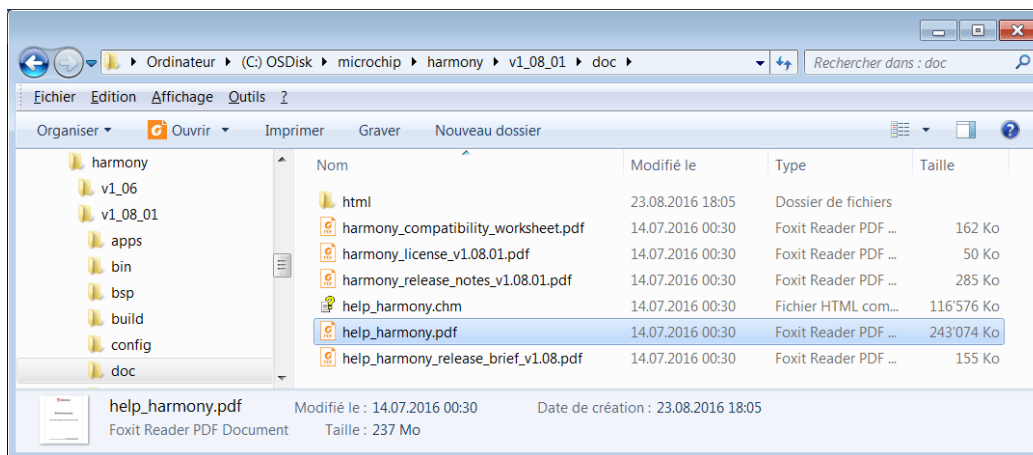 Ordinateur ▸ (C:) OSDisk ▸ microchip ▸ harmony ▸ v1_08_01 ▸ doc ▸ Rechercher dans : doc
Fichier Edition Affichage Outils ?
Organiser Ouvrir Imprimer Graver Nouveau dossier
harmony
v1_06
v1_08_01
apps
bin
bsp
build
config
doc
Nom Modifié le Type Taille
html 23.08.2016 18:05 Dossier de fichiers
harmony_compatibility_worksheet.pdf 14.07.2016 00:30 Foxit Reader PDF ... 162 Ko
harmony_license_v1.08.01.pdf 14.07.2016 00:30 Foxit Reader PDF ... 50 Ko
harmony_release_notes_v1.08.01.pdf 14.07.2016 00:30 Foxit Reader PDF ... 285 Ko
help_harmony.chm 14.07.2016 00:30 Fichier HTML com... 116'576 Ko
help_harmony.pdf 14.07.2016 00:30 Foxit Reader PDF ... 243'074 Ko
help_harmony_release_brief_v1.08.pdf 14.07.2016 00:30 Foxit Reader PDF ... 155 Ko
help_harmony.pdf Modifié le : 14.07.2016 00:30 Date de création : 23.08.2016 18:05
Foxit Reader PDF Document Taille : 237 Mo